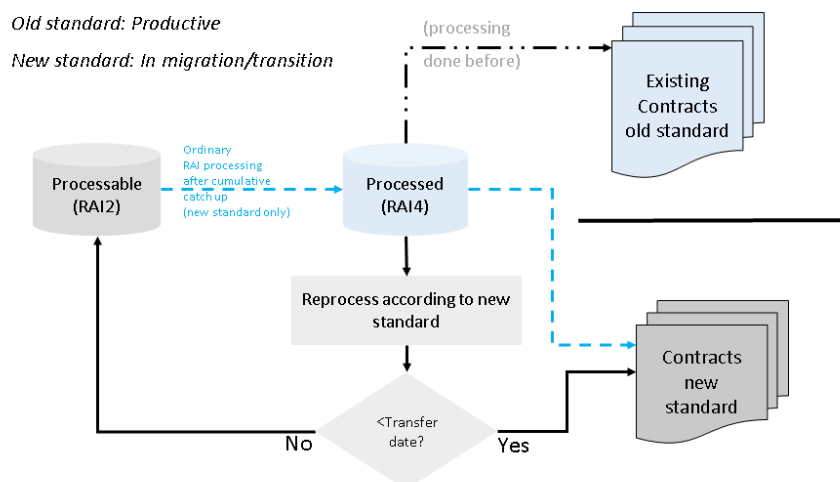 Old standard: Productive
New standard: In migration/transition
(processing
done before)
Existing
Contracts
old standard
Processable
(RAI2)
Ordinary
RAI processing
after cumulative
catch up
(new standard only)
Processed
(RAI4)
Reprocess according to new
standard
Contracts
new
standard
<Transfer
date?
No
Yes